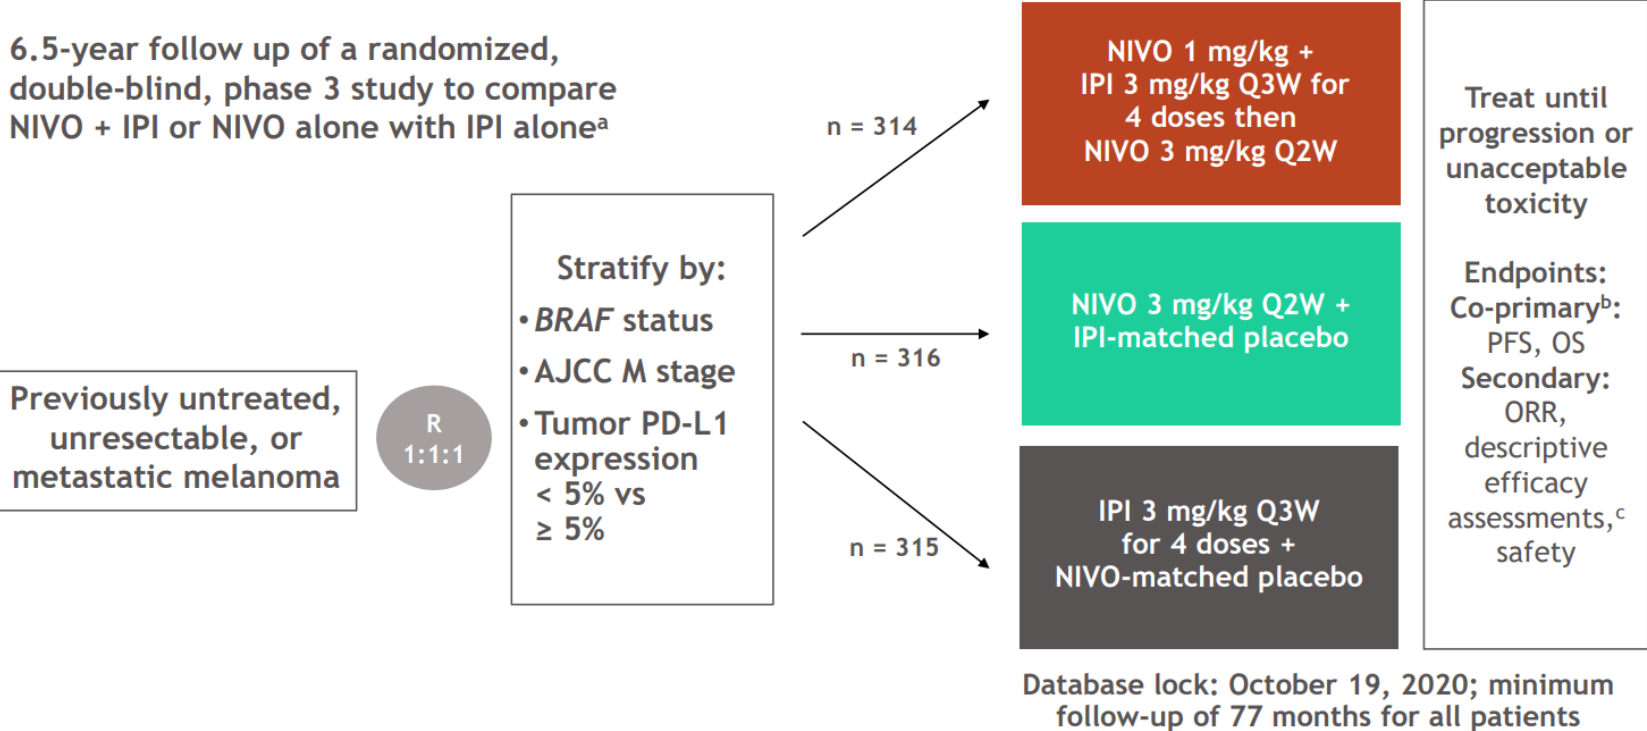 6.5-year follow up of a randomized,
double-blind, phase 3 study to compare
NIVO + IPI or NIVO alone with IPI aloneᵃ
Previously untreated,
unresectable, or
metastatic melanoma
R
1:1:1
Stratify by:
• BRAF status
• AJCC M stage
• Tumor PD-L1
expression
< 5% vs
≥ 5%
n = 314
n = 316
n = 315
NIVO 1 mg/kg +
IPI 3 mg/kg Q3W for
4 doses then
NIVO 3 mg/kg Q2W
NIVO 3 mg/kg Q2W +
IPI-matched placebo
IPI 3 mg/kg Q3W
for 4 doses +
NIVO-matched placebo
Treat until
progression or
unacceptable
toxicity
Endpoints:
Co-primaryᵇ:
PFS, OS
Secondary:
ORR,
descriptive
efficacy
assessments,ᶜ
safety
Database lock: October 19, 2020; minimum
follow-up of 77 months for all patients